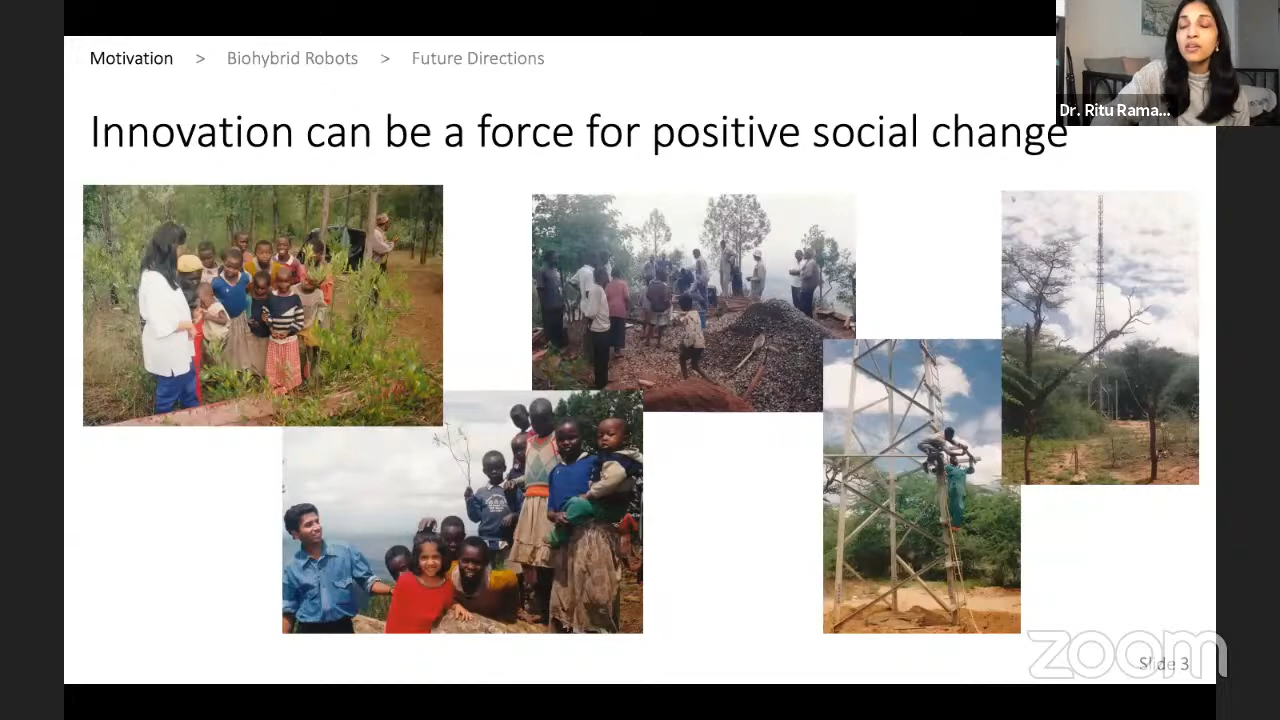 Motivation > Biohybrid Robots > Future Directions
Dr. Ritu Rama...
Innovation can be a force for positive social change
zoom
Slide 3